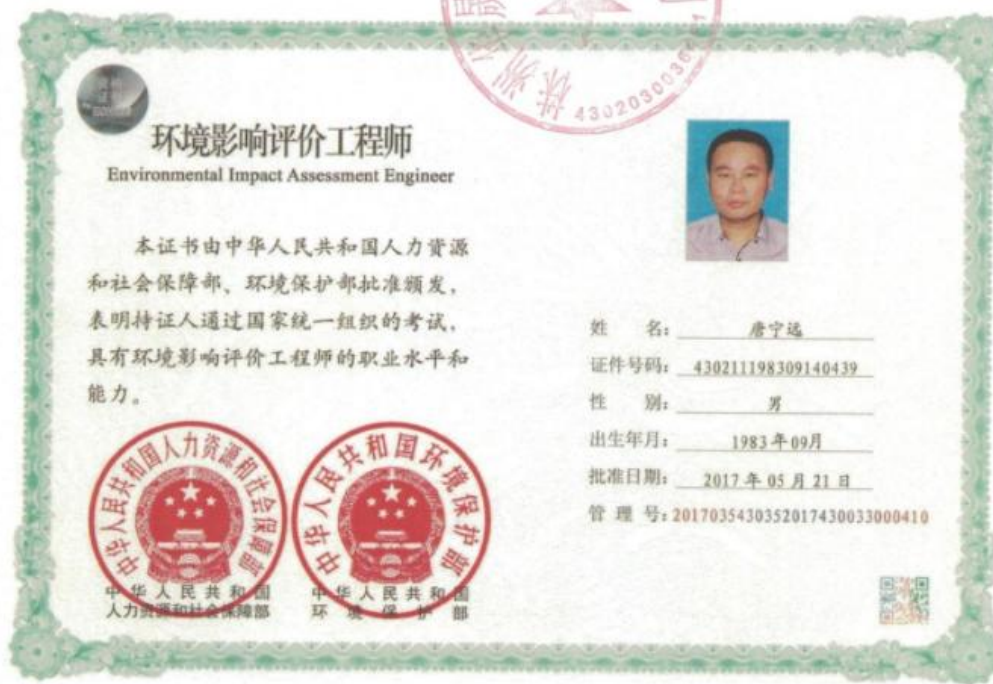 环境影响评价工程师
Environmental Impact Assessment Engineer
本证书由中华人民共和国人力资源
和社会保障部、环境保护部批准颁发，
表明持证人通过国家统一组织的考试，
具有环境影响评价工程师的职业水平和
能力。
姓 名：唐宁远
证件号码：430211198309140439
性 别：男
出生年月：1983年09月
批准日期：2017年05月21日
管 理 号：2017035430352017430033000410
中华人民共和国人力资源和社会保障部
中华人民共和国环境保护部
中华人民共和国
人力资源和社会保障部
中华人民共和国
环境保护部
株洲华晟